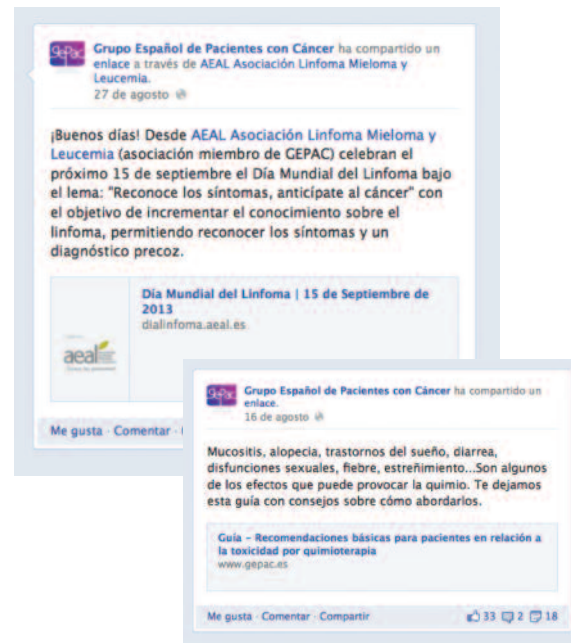 Grupo Español de Pacientes con Cáncer ha compartido un
enlace a través de AEAL Asociación Linfoma Mieloma y
Leucemia.
27 de agosto
¡Buenos días! Desde AEAL Asociación Linfoma Mieloma y
Leucemia (asociación miembro de GEPAC) celebran el
próximo 15 de septiembre el Día Mundial del Linfoma bajo
el lema: "Reconoce los síntomas, anticípate al cáncer" con
el objetivo de incrementar el conocimiento sobre el
linfoma, permitiendo reconocer los síntomas y un
diagnóstico precoz.
Día Mundial del Linfoma | 15 de Septiembre de
2013
dialinfoma.aeal.es
aeal
Me gusta · Comentar ·
gepac
Grupo Español de Pacientes con Cáncer ha compartido un
enlace.
16 de agosto
Mucositis, alopecia, trastornos del sueño, diarrea,
disfunciones sexuales, fiebre, estreñimiento...Son algunos
de los efectos que puede provocar la quimio. Te dejamos
esta guía con consejos sobre cómo abordarlos.
Guía – Recomendaciones básicas para pacientes en relación a
la toxicidad por quimioterapia
www.gepac.es
Me gusta · Comentar · Compartir 33 2 18